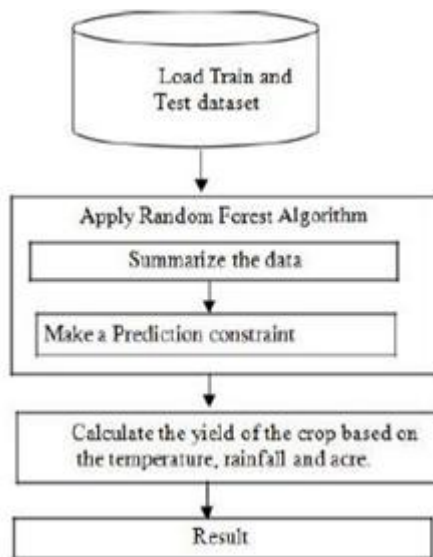 Load Train and
Test dataset
Apply Random Forest Algorithm
Summarize the data
Make a Prediction constraint
Calculate the yield of the crop based on
the temperature, rainfall and acre.
Result